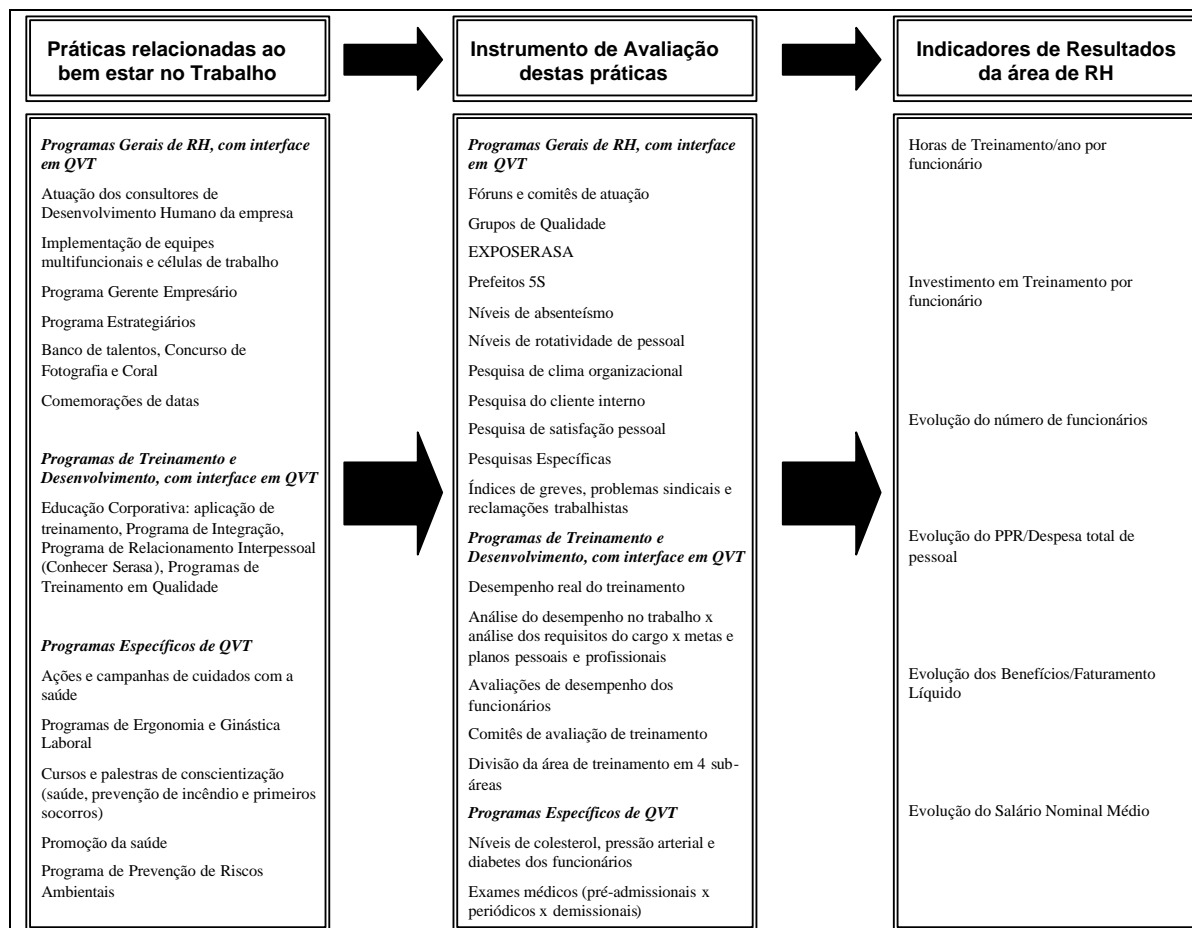 Práticas relacionadas ao
bem estar no Trabalho
Instrumento de Avaliação
destas práticas
Indicadores de Resultados
da área de RH
Programas Gerais de RH, com interface
em QVT
Atuação dos consultores de
Desenvolvimento Humano da empresa
Implementação de equipes
multifuncionais e células de trabalho
Programa Gerente Empresário
Programa Estrategiários
Banco de talentos, Concurso de
Fotografia e Coral
Comemorações de datas
Programas de Treinamento e
Desenvolvimento, com interface em QVT
Educação Corporativa: aplicação de
treinamento, Programa de Integração,
Programa de Relacionamento Interpessoal
(Conhecer Serasa), Programas de
Treinamento em Qualidade
Programas Específicos de QVT
Ações e campanhas de cuidados com a
saúde
Programas de Ergonomia e Ginástica
Laboral
Cursos e palestras de conscientização
(saúde, prevenção de incêndio e primeiros
socorros)
Promoção da saúde
Programa de Prevenção de Riscos
Ambientais
Programas Gerais de RH, com interface
em QVT
Fóruns e comitês de atuação
Grupos de Qualidade
EXPOSERASA
Prefeitos 5S
Níveis de absenteísmo
Níveis de rotatividade de pessoal
Pesquisa de clima organizacional
Pesquisa do cliente interno
Pesquisa de satisfação pessoal
Pesquisas Específicas
Índices de greves, problemas sindicais e
reclamações trabalhistas
Programas de Treinamento e
Desenvolvimento, com interface em QVT
Desempenho real do treinamento
Análise do desempenho no trabalho x
análise dos requisitos do cargo x metas e
planos pessoais e profissionais
Avaliações de desempenho dos
funcionários
Comitês de avaliação de treinamento
Divisão da área de treinamento em 4 sub-
áreas
Programas Específicos de QVT
Níveis de colesterol, pressão arterial e
diabetes dos funcionários
Exames médicos (pré-admissionais x
periódicos x demissionais)
Horas de Treinamento/ano por
funcionário
Investimento em Treinamento por
funcionário
Evolução do número de funcionários
Evolução do PPR/Despesa total de
pessoal
Evolução dos Benefícios/Faturamento
Líquido
Evolução do Salário Nominal Médio